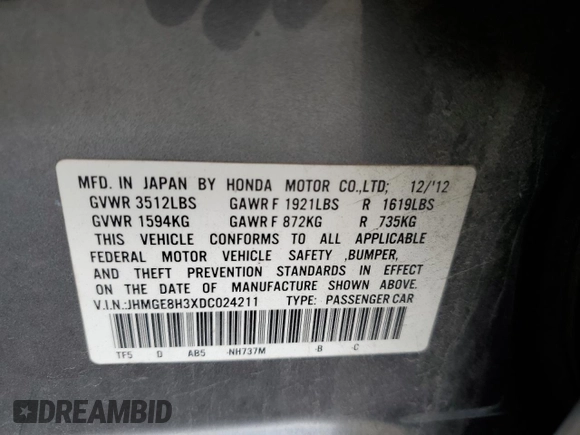 MFD. IN JAPAN BY HONDA MOTOR CO.,LTD; 12/'12
GVWR 3512LBS GAWR F 1921LBS R 1619LBS
GVWR 1594KG GAWR F 872KG R 735KG
THIS VEHICLE CONFORMS TO ALL APPLICABLE
FEDERAL MOTOR VEHICLE SAFETY ,BUMPER,
AND THEFT PREVENTION STANDARDS IN EFFECT
ON THE DATE OF MANUFACTURE SHOWN ABOVE.
V.I.N.:JHMGE8H3XDC024211 TYPE: PASSENGER CAR
TF5 D AB5 -NH737M -B -C
DREAMBID